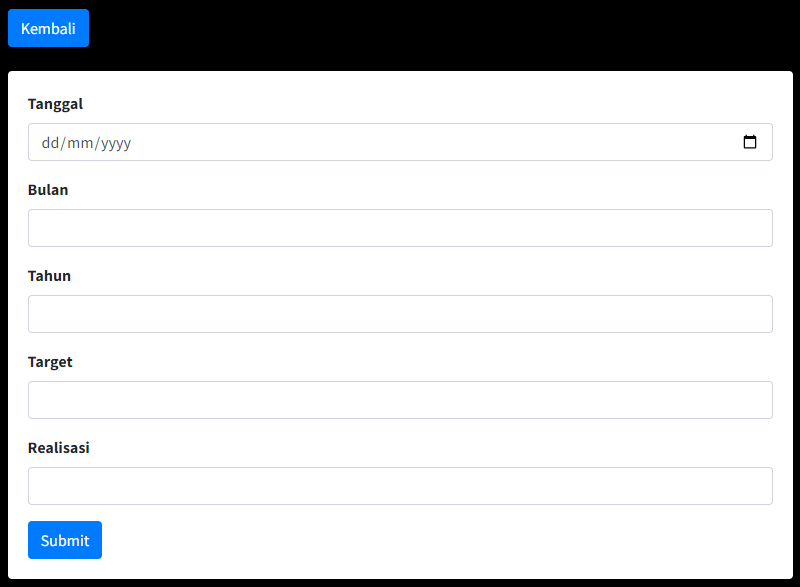 Kembali
Tanggal
dd/mm/yyyy
Bulan
Tahun
Target
Realisasi
Submit